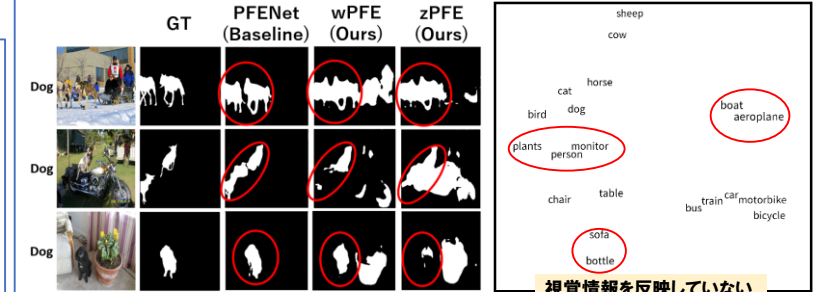 GT
PFENet
(Baseline)
wPFE
(Ours)
zPFE
(Ours)
Dog
Dog
Dog
sheep
cow
horse
cat
dog
bird
boat
aeroplane
plants
monitor
person
chair
table
bus
train
car
motorbike
bicycle
sofa
bottle
視覚情報を反映していない